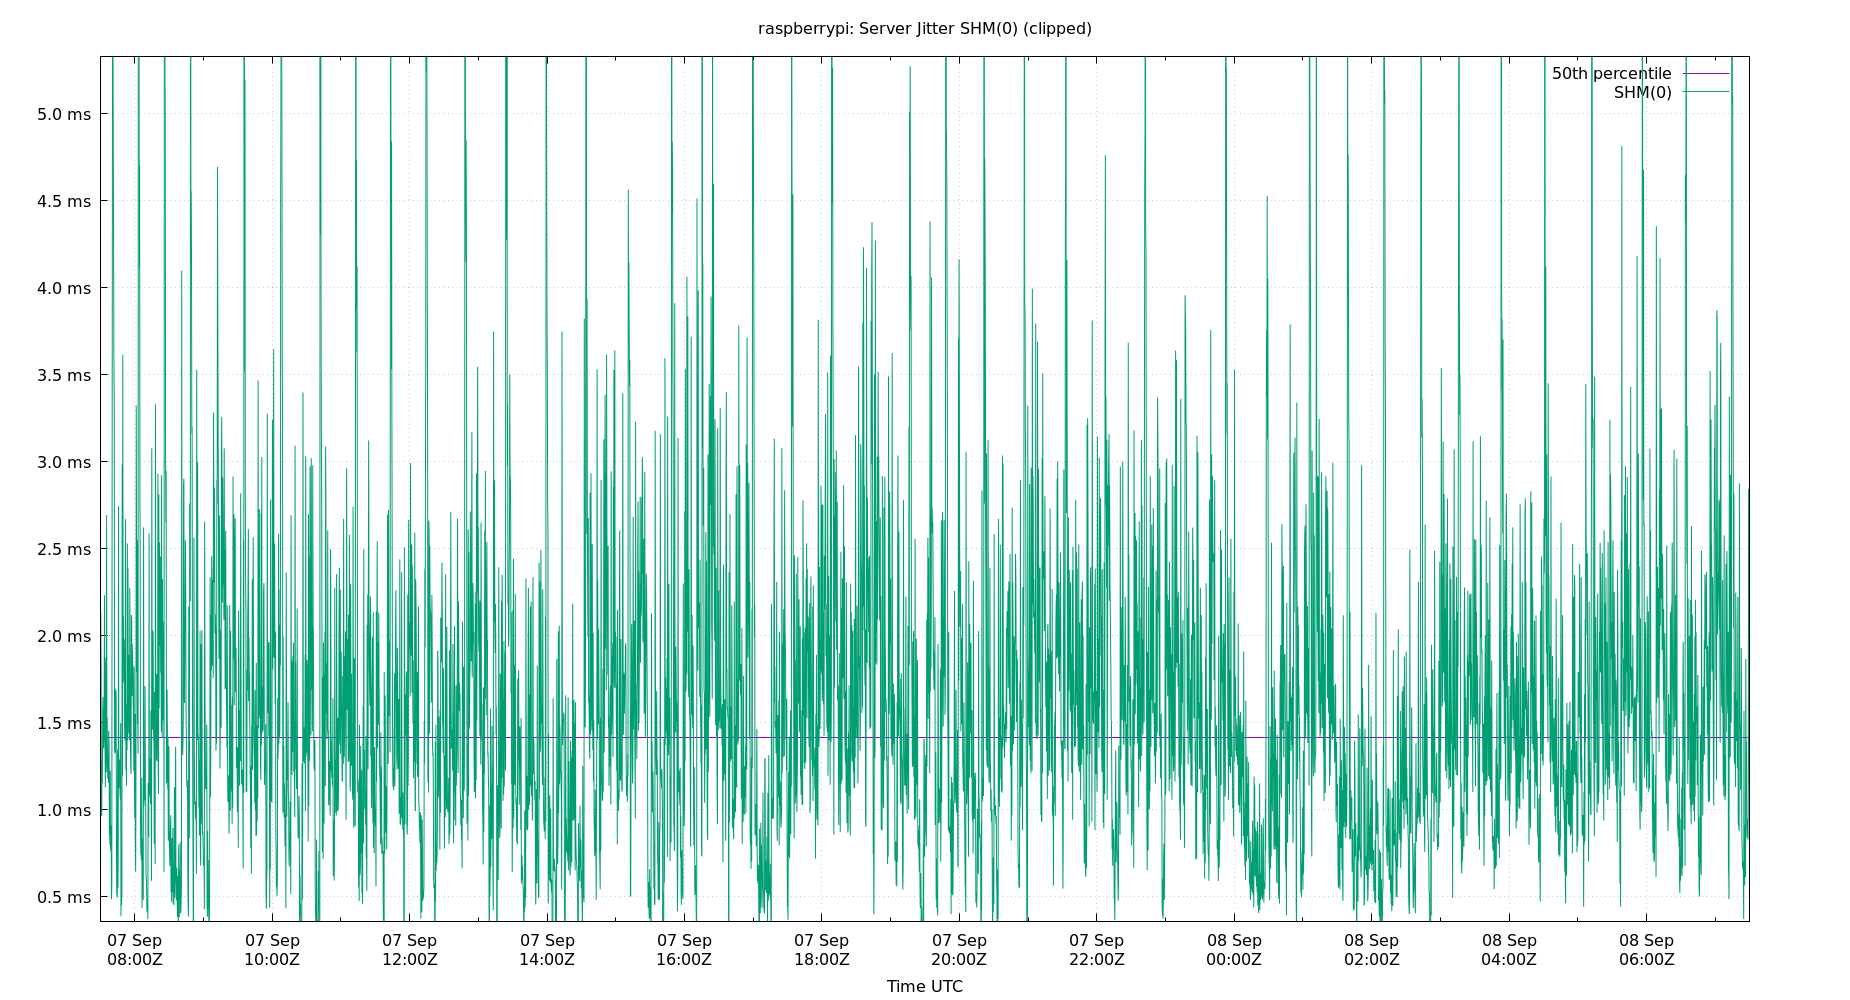 raspberrypi: Server Jitter SHM(0) (clipped)
50th percentile
SHM(0)
5.0 ms
4.5 ms
4.0 ms
3.5 ms
3.0 ms
2.5 ms
2.0 ms
1.5 ms
1.0 ms
0.5 ms
07 Sep 07 Sep 07 Sep 07 Sep 07 Sep 07 Sep 07 Sep 07 Sep 08 Sep 08 Sep 08 Sep 08 Sep
08:00Z 10:00Z 12:00Z 14:00Z 16:00Z 18:00Z 20:00Z 22:00Z 00:00Z 02:00Z 04:00Z 06:00Z
Time UTC